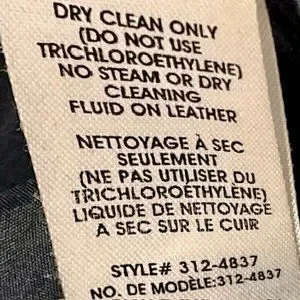 DRY CLEAN ONLY
(DO NOT USE
TRICHLOROETHYLENE)
NO STEAM OR DRY
CLEANING
FLUID ON LEATHER
NETTOYAGE À SEC
SEULEMENT
(NE PAS UTILISER DU
TRICHLOROÉTHYLÈNE)
LIQUIDE DE NETTOYAGE
A SEC SUR LE CUIR
STYLE# 312-4837
NO. DE MODÈLE:312-4837